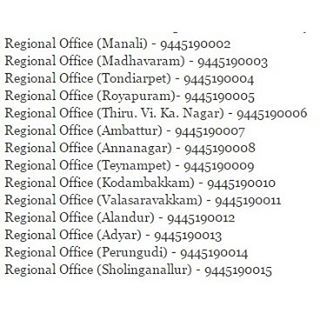 Regional Office (Manali) - 9445190002
Regional Office (Madhavaram) - 9445190003
Regional Office (Tondiarpet) - 9445190004
Regional Office (Royapuram)- 9445190005
Regional Office (Thiru. Vi. Ka. Nagar) - 9445190006
Regional Office (Ambattur) - 9445190007
Regional Office (Annanagar) - 9445190008
Regional Office (Teynampet) - 9445190009
Regional Office (Kodambakkam) - 9445190010
Regional Office (Valasaravakkam) - 9445190011
Regional Office (Alandur) - 9445190012
Regional Office (Adyar) - 9445190013
Regional Office (Perungudi) - 9445190014
Regional Office (Sholinganallur) - 9445190015